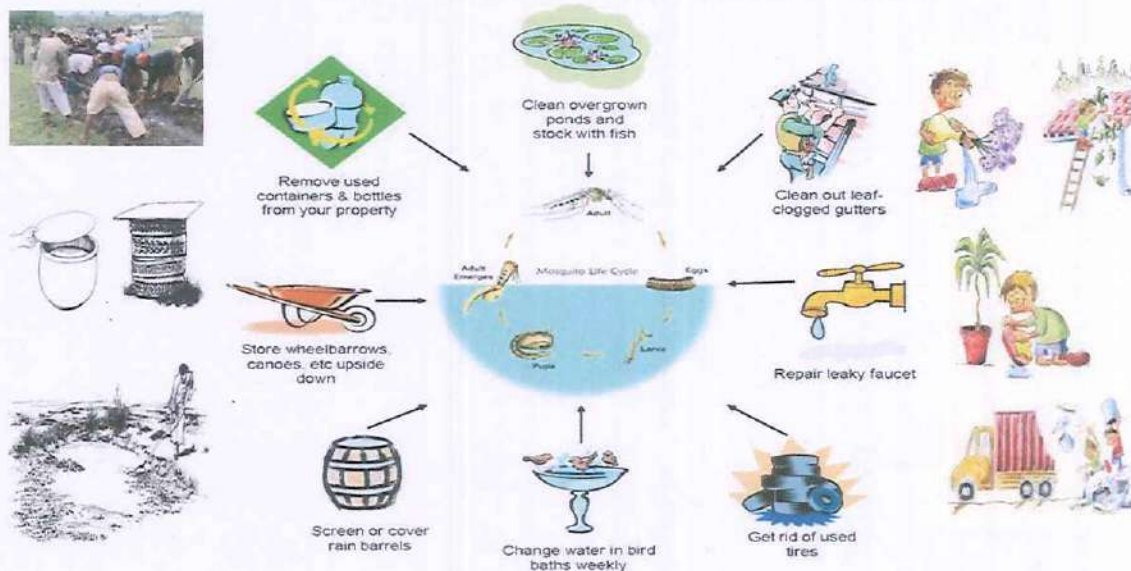 Clean overgrown
ponds and
stock with fish
Remove used
containers & bottles
from your property
Clean out leaf-
clogged gutters
Adult
Mosquito Life Cycle
Adult
Emerges
Eggs
Larva
Pupa
Store wheelbarrows,
canoes, etc upside
down
Repair leaky faucet
Screen or cover
rain barrels
Change water in bird
baths weekly
Get rid of used
tires